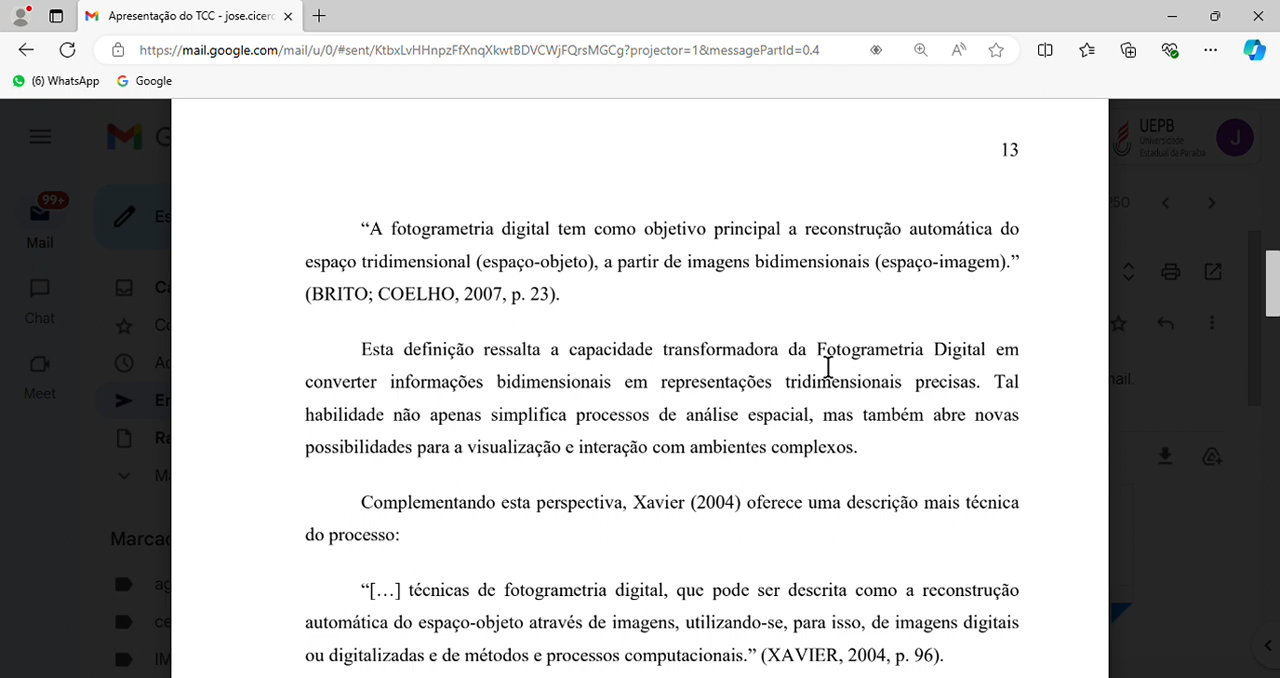 Apresentação do TCC - jose.cicero
https://mail.google.com/mail/u/0/#sent/KtbxLvHHnpzFfXnqXkwtBDVCWjFQrsMGCg?projector=1&messagePartId=0.4
(6) WhatsApp
Google
13
UEPB
Universidade
Estadual da Paraíba
J
99+
Mail
Chat
Meet
“A fotogrametria digital tem como objetivo principal a reconstrução automática do
espaço tridimensional (espaço-objeto), a partir de imagens bidimensionais (espaço-imagem).”
(BRITO; COELHO, 2007, p. 23).
Esta definição ressalta a capacidade transformadora da Fotogrametria Digital em
converter informações bidimensionais em representações tridimensionais precisas. Tal
habilidade não apenas simplifica processos de análise espacial, mas também abre novas
possibilidades para a visualização e interação com ambientes complexos.
Complementando esta perspectiva, Xavier (2004) oferece uma descrição mais técnica
do processo:
“[…] técnicas de fotogrametria digital, que pode ser descrita como a reconstrução
automática do espaço-objeto através de imagens, utilizando-se, para isso, de imagens digitais
ou digitalizadas e de métodos e processos computacionais.” (XAVIER, 2004, p. 96).